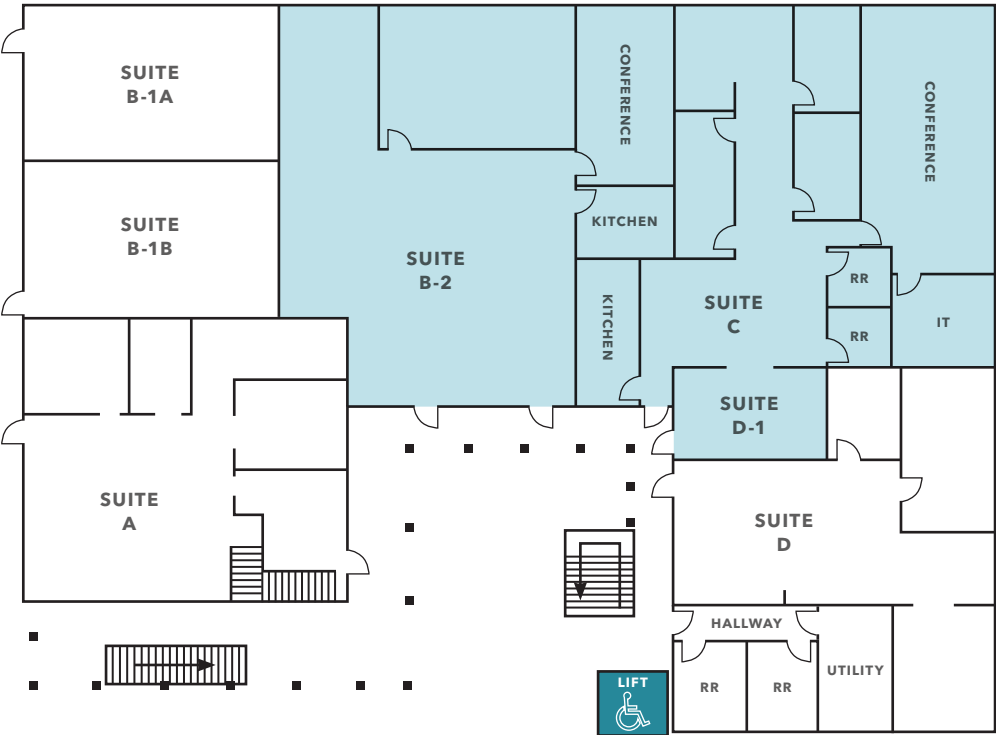 SUITE
B-1A
CONFERENCE
CONFERENCE
SUITE
B-1B
KITCHEN
SUITE
B-2
RR
SUITE
C
KITCHEN
IT
RR
SUITE
D-1
SUITE
A
SUITE
D
HALLWAY
UTILITY
LIFT
RR
RR